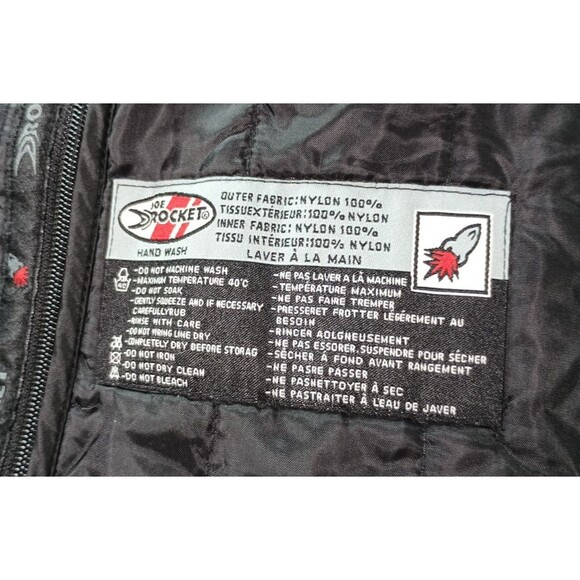 JOE
ROCKET
HAND WASH
OUTER FABRIC:NYLON 100%
TISSUEXTÉRIEUR:100% NYLON
INNER FABRIC: NYLON 100%
TISSU INTÉRIEUR:100% NYLON
LAVER À LA MAIN
-DO NOT MACHINE WASH
-MAXIMUM TEMPERATURE 40°C
-DO NOT SOAK
-GENTLY SQUEEZE AND IF NECESSARY
CAREFULLYRUB
-RINSE WITH CARE
-DO NOT WRING LINE DRY
-COMPLETELY DRY BEFORE STORAG
-DO NOT IRON
-DO NOT DRY CLEAN
-DO NOT BLEACH
-NE PAS LAVER A LÀ MACHINE
-TEMPÉRATURE MAXIMUM
-NE PAS FAIRE TREMPER
-PRESSERET FROTTER LÉGÈREMENT AU
BESOIN
-RINCER AOLGNEUSEMENT
-NE PAS ESSORER, SUSPENDRE POUR SÉCHER
-SÉCHER À FOND AVANT RANGEMENT
-NE PASRE PASSER
-NE PASNETTOYER À SEC
-NE PASTRAITER À L'EAU DE JAVER